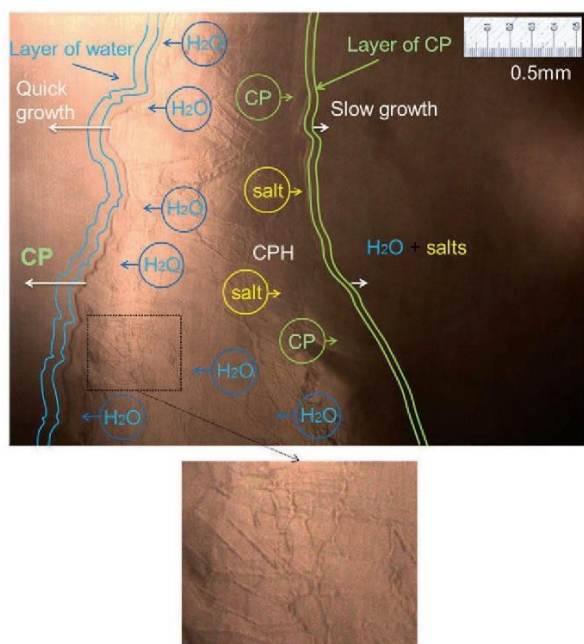 Layer of water
H2O
Layer of CP
0.5mm
Quick
growth
H2O
CP
Slow growth
salt
H2O
CP
H2O
CPH
H2O + salts
salt
CP
H2O
H2O
H2O